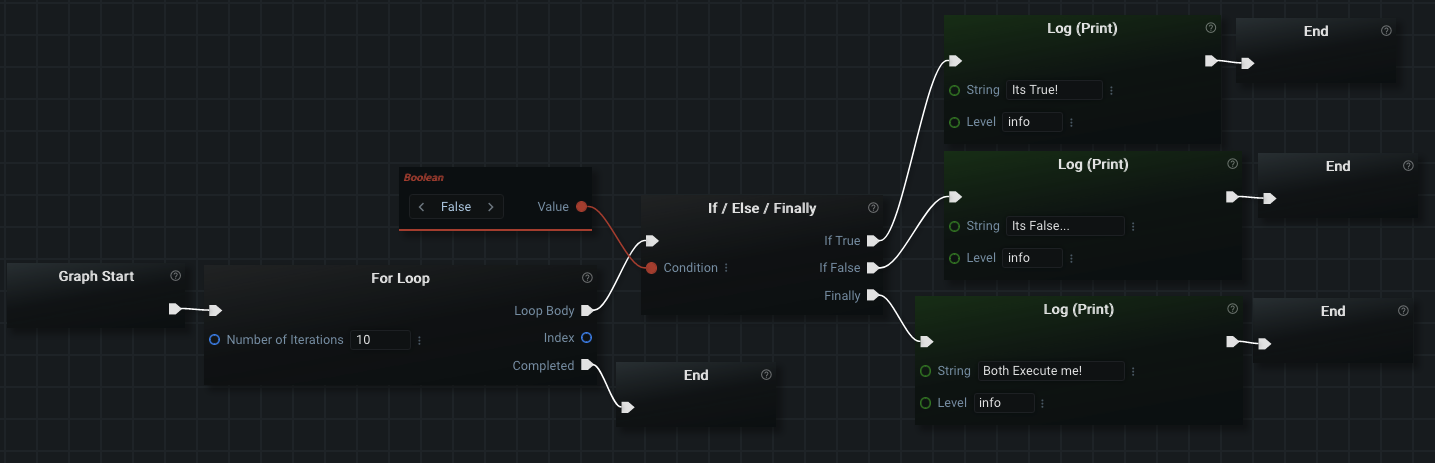 Graph Start
For Loop
Number of Iterations 10
Loop Body
Index
Completed
End
Boolean
False
Value
If / Else / Finally
Condition
If True
If False
Finally
Log (Print)
String Its True!
Level info
End
Log (Print)
String Its False...
Level info
End
Log (Print)
String Both Execute me!
Level info
End